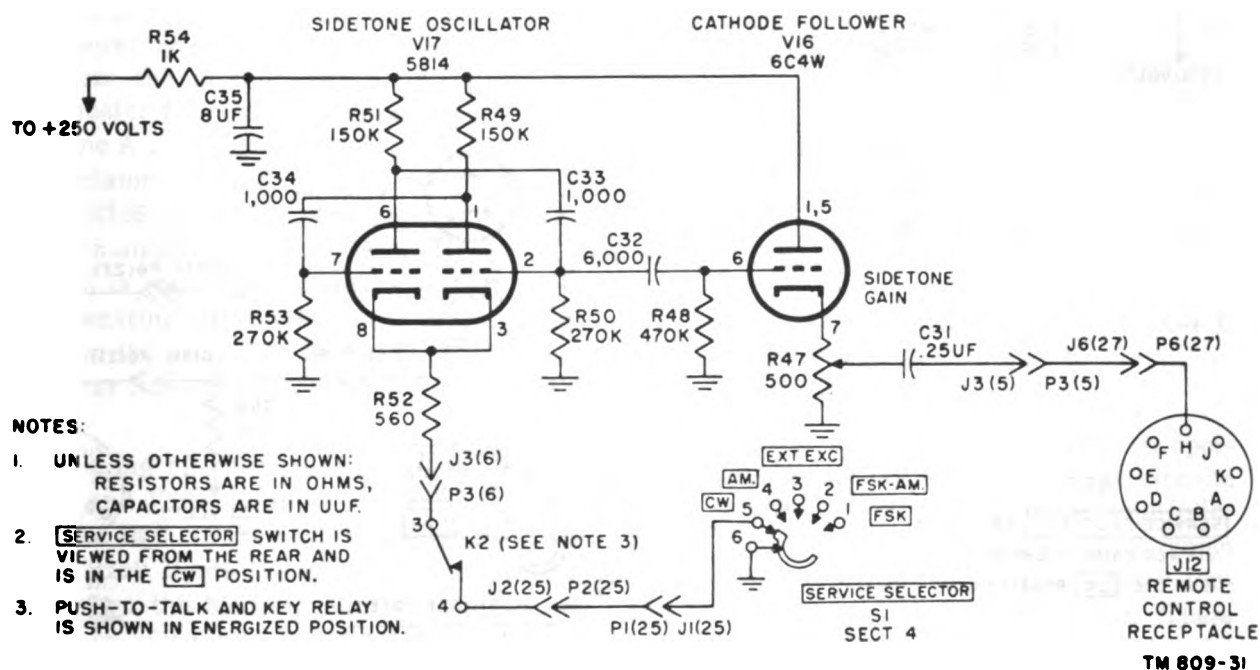 SIDETONE OSCILLATOR
V17
5814
CATHODE FOLLOWER
V16
6C4W
R54
1K
TO +250 VOLTS
C35
8UF
R51
150K
R49
150K
C34
1,000
C33
1,000
6
1
7
2
8
3
C32
6,000
1,5
6
7
R53
270K
R50
270K
R48
470K
SIDETONE
GAIN
R47
500
C31
.25UF
J3(5)
P3(5)
J6(27)
P6(27)
R52
560
J3(6)
P3(6)
3
K2 (SEE NOTE 3)
4
J2(25)
P2(25)
P1(25)
J1(25)
EXT EXC
AM.
FSK-AM.
CW
FSK
4
3
2
5
1
6
SERVICE SELECTOR
S1
SECT 4
F
H
J
E
K
D
A
C
B
J12
REMOTE
CONTROL
RECEPTACLE
NOTES:
1. UNLESS OTHERWISE SHOWN:
RESISTORS ARE IN OHMS,
CAPACITORS ARE IN UUF.
2. SERVICE SELECTOR SWITCH IS
VIEWED FROM THE REAR AND
IS IN THE CW POSITION.
3. PUSH-TO-TALK AND KEY RELAY
IS SHOWN IN ENERGIZED POSITION.
TM 809-31